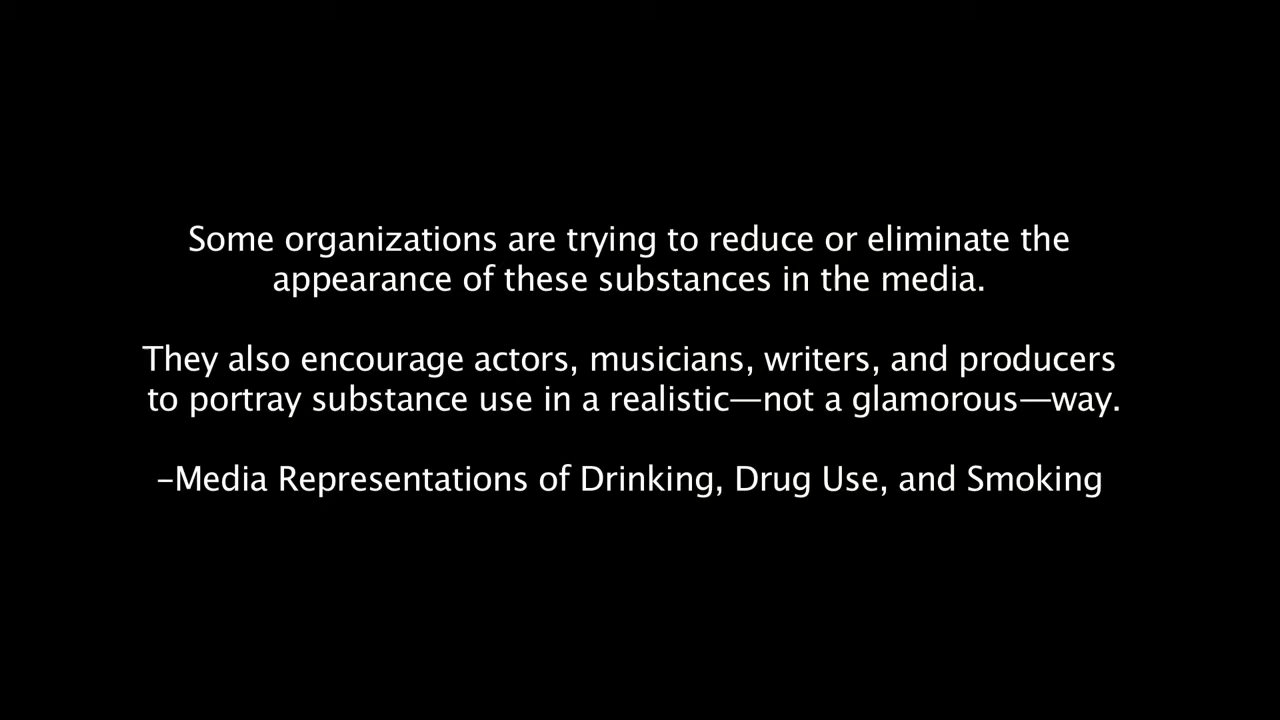 Some organizations are trying to reduce or eliminate the
appearance of these substances in the media.
They also encourage actors, musicians, writers, and producers
to portray substance use in a realistic—not a glamorous—way.
–Media Representations of Drinking, Drug Use, and Smoking